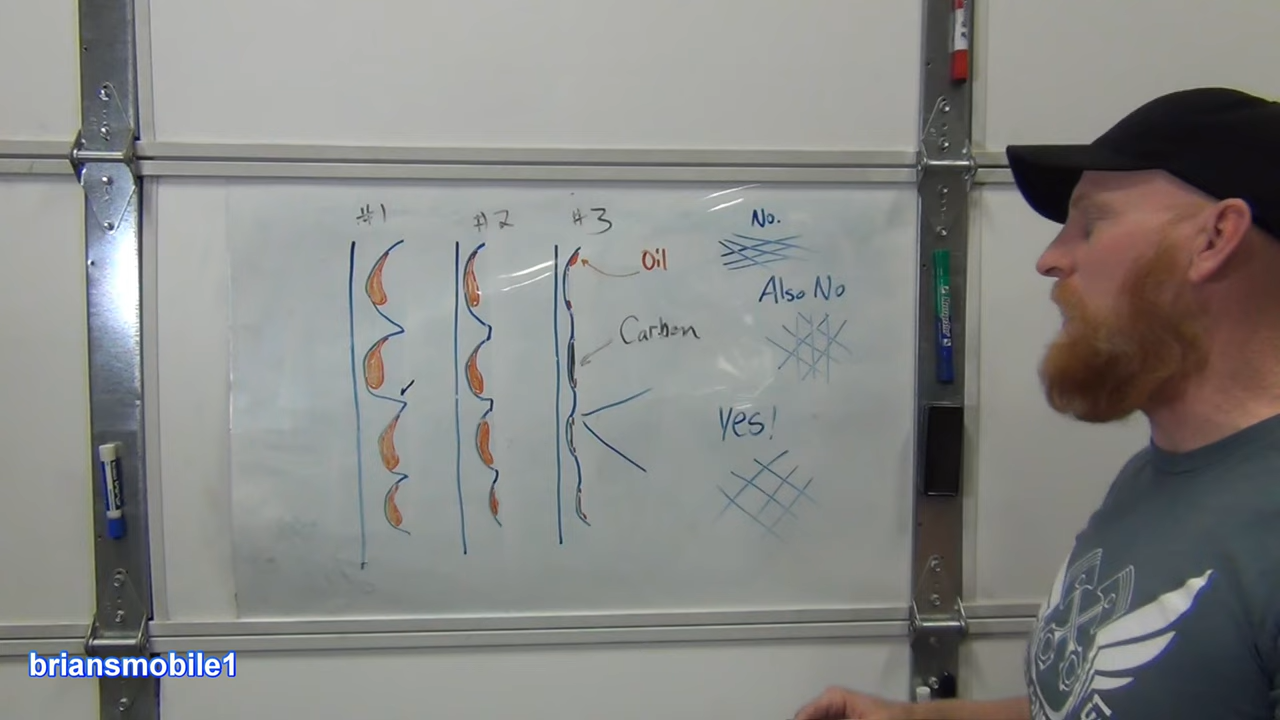 #1
#2
#3
No.
Oil
Also No
Carbon
Yes!
briansmobile1